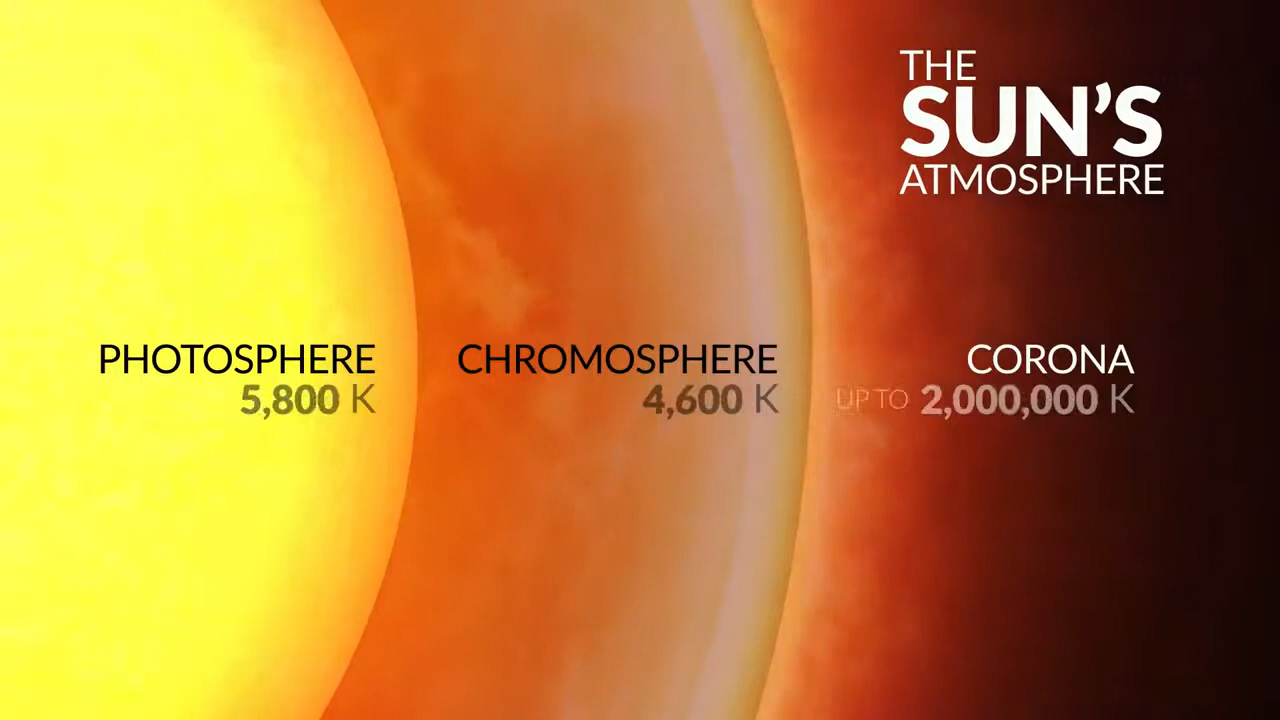 THE
SUN'S
ATMOSPHERE
PHOTOSPHERE
5,800 K
CHROMOSPHERE
4,600 K
CORONA
UP TO 2,000,000 K